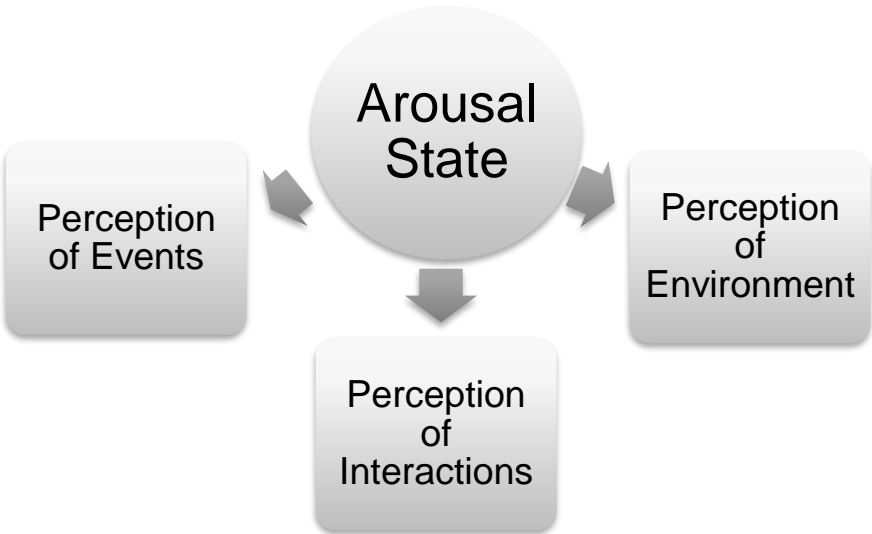 Arousal
State
Perception
of Events
Perception
of
Interactions
Perception
of
Environment